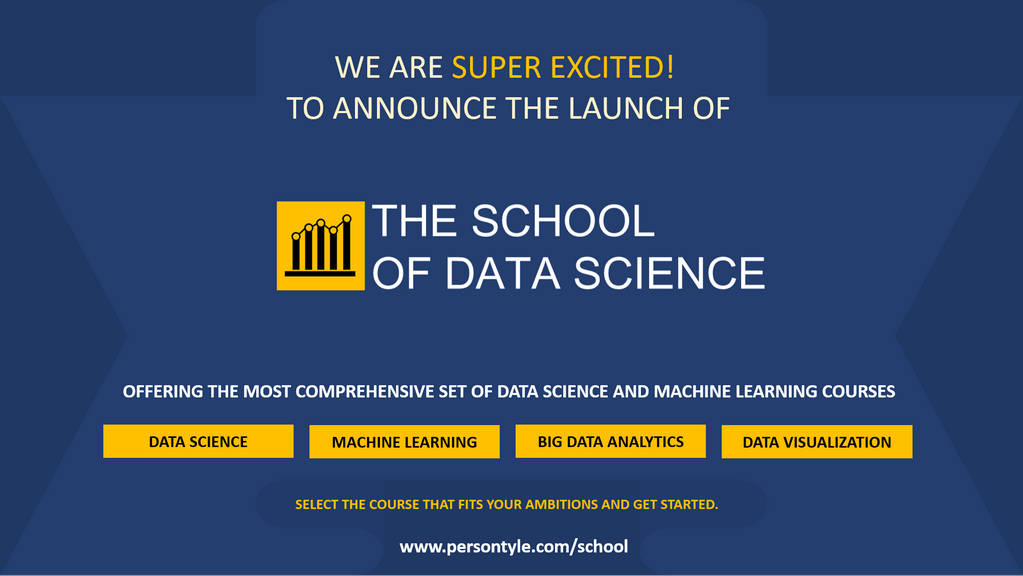 WE ARE SUPER EXCITED!
TO ANNOUNCE THE LAUNCH OF
THE SCHOOL
OF DATA SCIENCE
OFFERING THE MOST COMPREHENSIVE SET OF DATA SCIENCE AND MACHINE LEARNING COURSES
DATA SCIENCE
MACHINE LEARNING
BIG DATA ANALYTICS
DATA VISUALIZATION
SELECT THE COURSE THAT FITS YOUR AMBITIONS AND GET STARTED.
www.persontyle.com/school